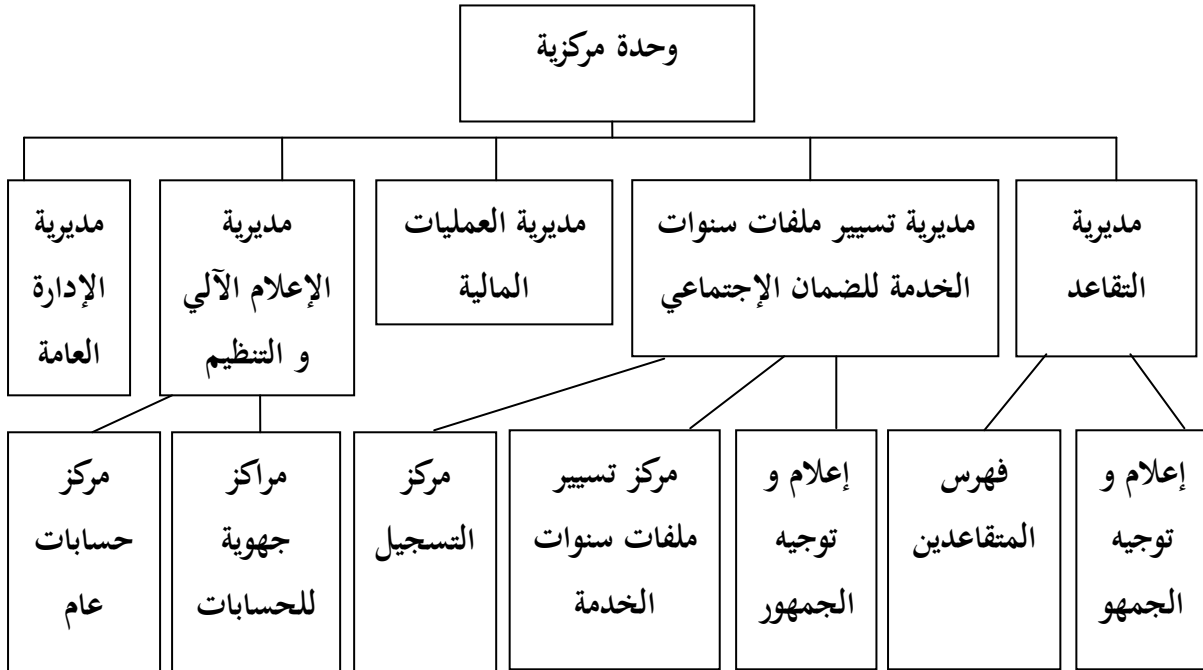 وحدة مركزية
مديرية
التقاعد
مديرية تسيير ملفات سنوات
الخدمة للضمان الإجتماعي
مديرية العمليات
المالية
مديرية
الإعلام الآلي
و التنظيم
مديرية
الإدارة
العامة
إعلام و
توجيه
الجمهو
فهرس
المتقاعدين
إعلام و
توجيه
الجمهور
مركز تسيير
ملفات سنوات
الخدمة
مركز
التسجيل
مراكز
جهوية
للحسابات
مركز
حسابات
عام